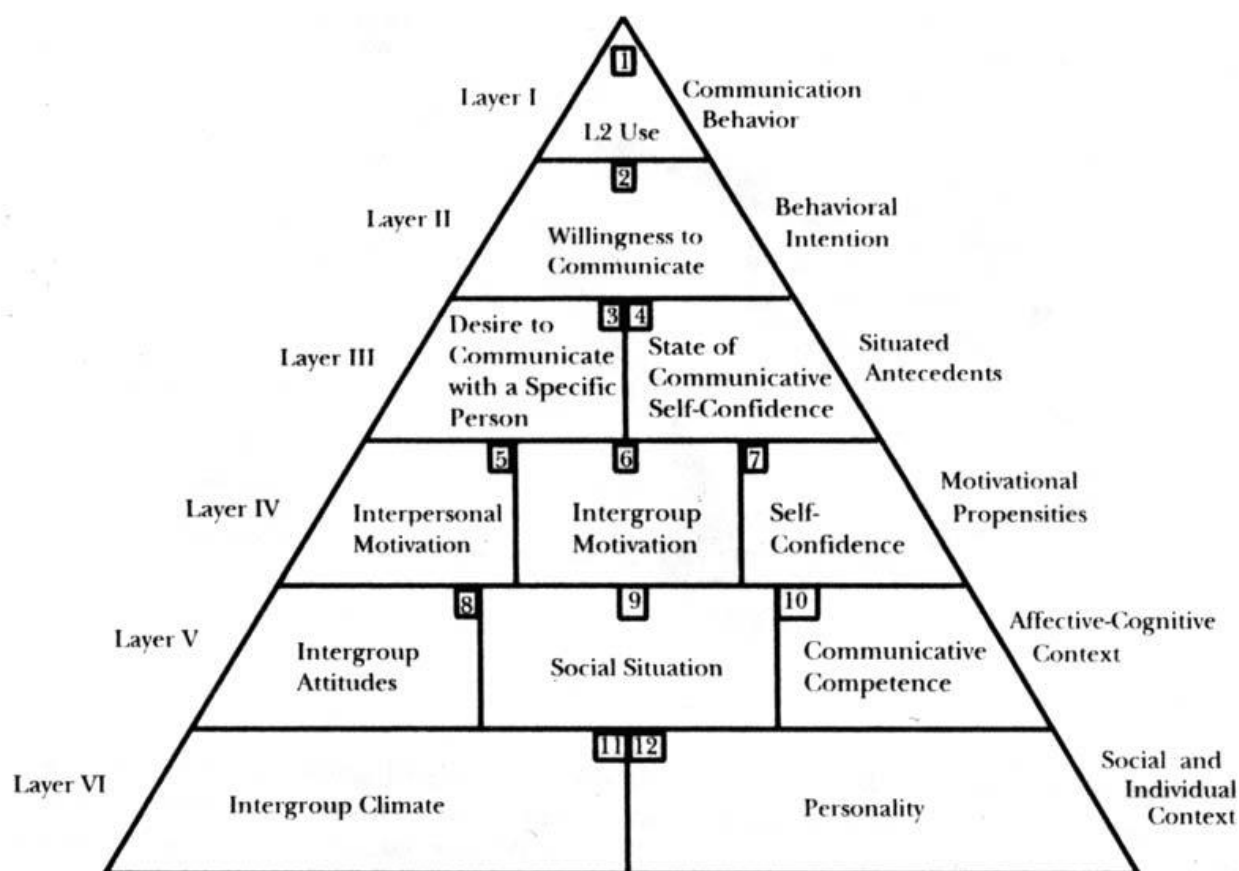 1
Layer I
Communication
Behavior
L2 Use
2
Layer II
Behavioral
Intention
Willingness to
Communicate
3 4
Layer III
Desire to
Communicate
with a Specific
Person
State of
Communicative
Self-Confidence
Situated
Antecedents
5 6 7
Layer IV
Interpersonal
Motivation
Intergroup
Motivation
Self-
Confidence
Motivational
Propensities
8 9 10
Layer V
Intergroup
Attitudes
Social Situation
Communicative
Competence
Affective-Cognitive
Context
11 12
Layer VI
Intergroup Climate
Personality
Social and
Individual
Context